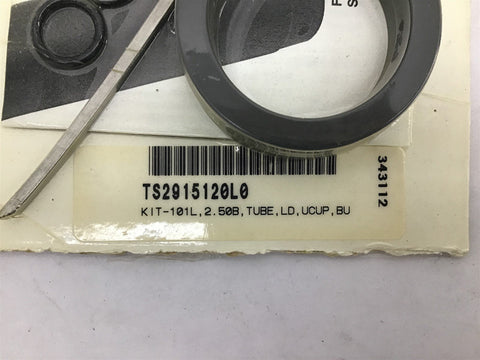 F
S
TS2915120L0
KIT-101L,2.50B,TUBE,LD,UCUP,BU
343112